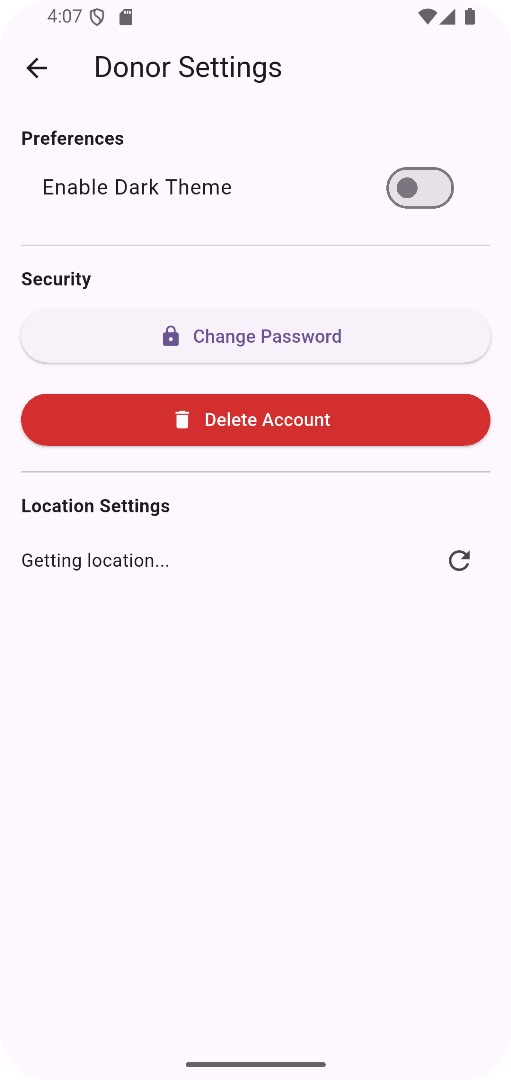 4:07
Donor Settings
Preferences
Enable Dark Theme
Security
Change Password
Delete Account
Location Settings
Getting location...